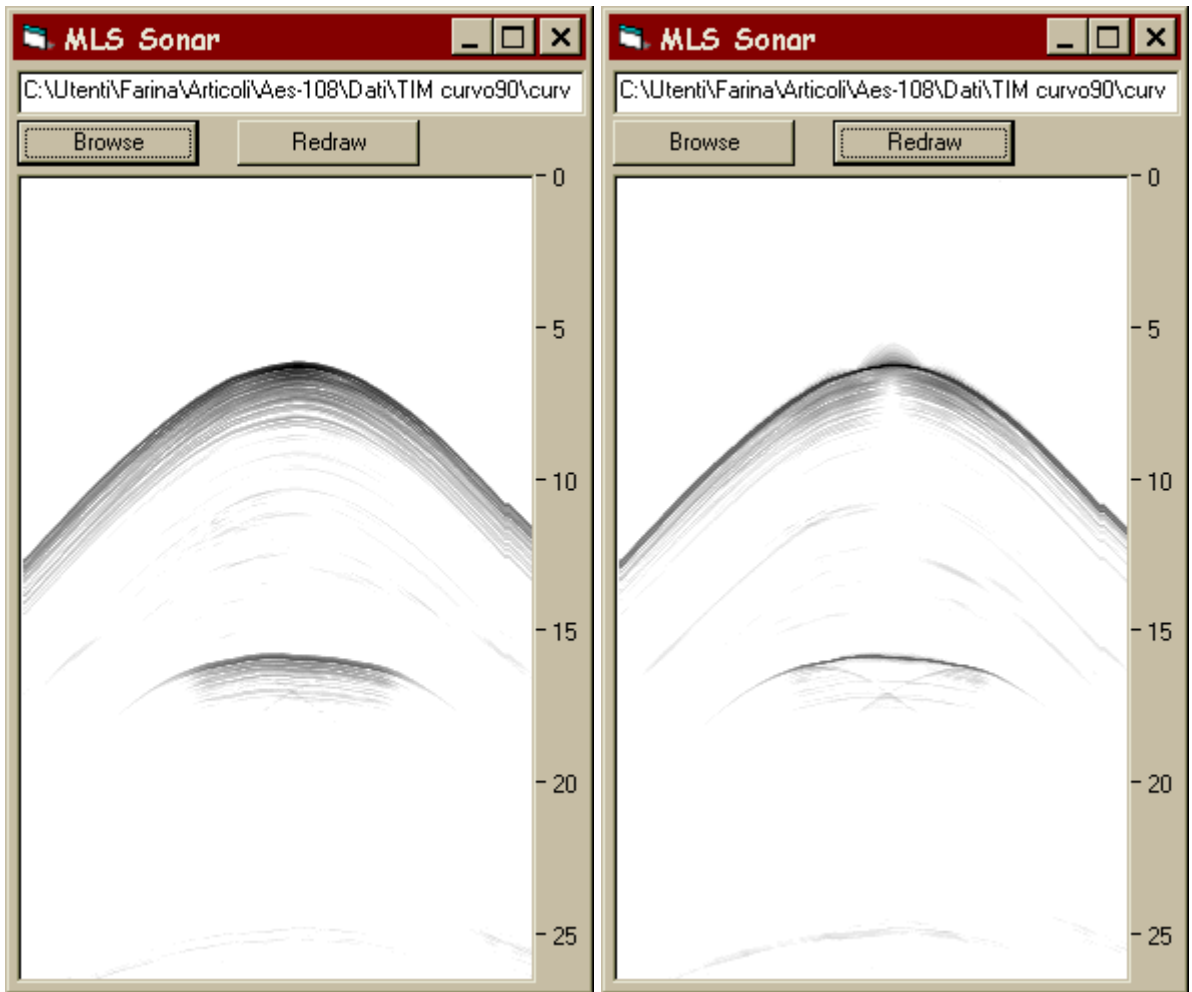 MLS Sonar
C:\Utenti\Farina\Articoli\Aes-108\Dati\TIM curvo90\curv
Browse Redraw
0
5
10
15
20
25
MLS Sonar
C:\Utenti\Farina\Articoli\Aes-108\Dati\TIM curvo90\curv
Browse Redraw
0
5
10
15
20
25